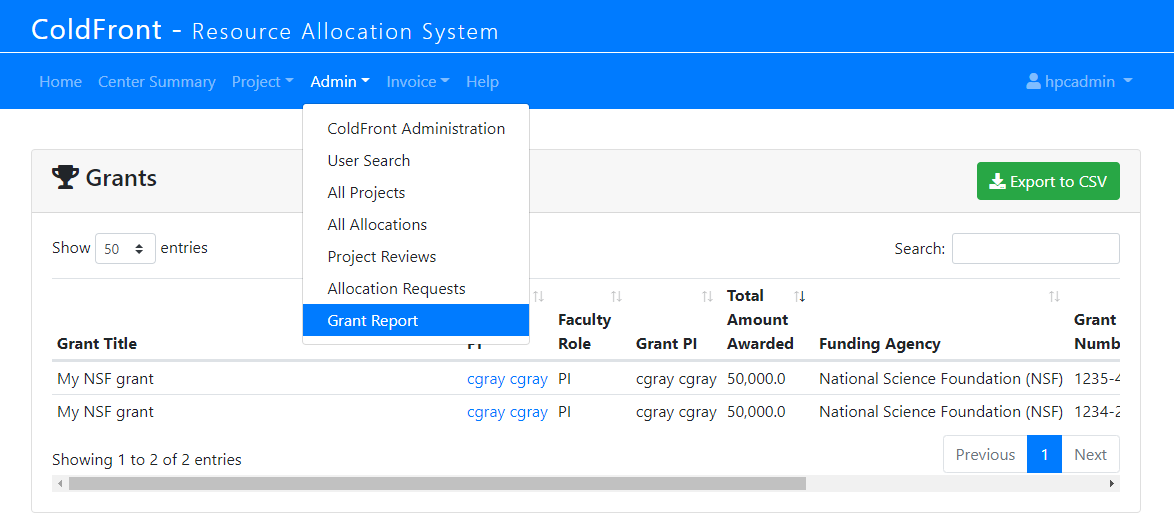 ColdFront - Resource Allocation System
Home Center Summary Project Admin Invoice Help hpcadmin
ColdFront Administration
User Search
All Projects
All Allocations
Project Reviews
Allocation Requests
Grant Report
Grants
Export to CSV
Show 50 entries
Search:
Grant Title
Faculty
Role
Grant PI
Total
Amount
Awarded
Funding Agency
Grant
Numb
My NSF grant cgray cgray PI cgray cgray 50,000.0 National Science Foundation (NSF) 1235-4
My NSF grant cgray cgray PI cgray cgray 50,000.0 National Science Foundation (NSF) 1234-2
Showing 1 to 2 of 2 entries
Previous 1 Next